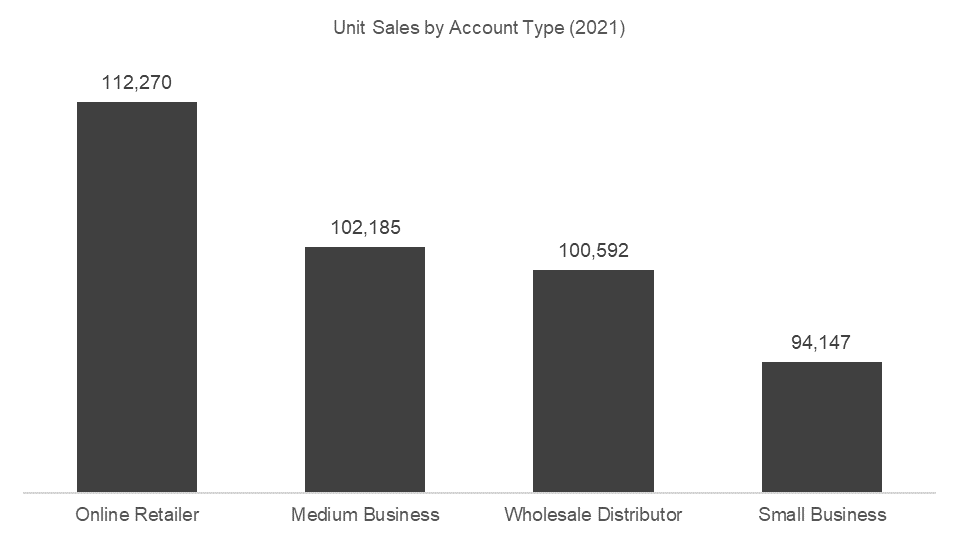 Unit Sales by Account Type (2021)
112,270
102,185
100,592
94,147
Online Retailer
Medium Business
Wholesale Distributor
Small Business